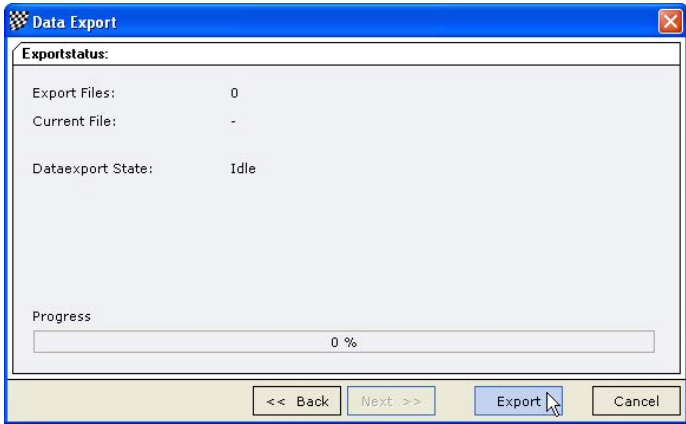 Data Export
Exportstatus:
Export Files: 0
Current File: -
Dataexport State: Idle
Progress
0 %
<< Back Next >> Export Cancel